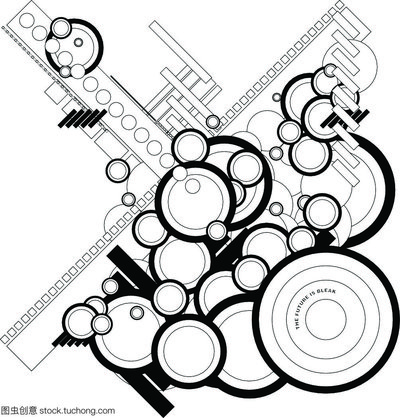 THE FUTURE IS BLEAK
图虫创意 stock.tuchong.com